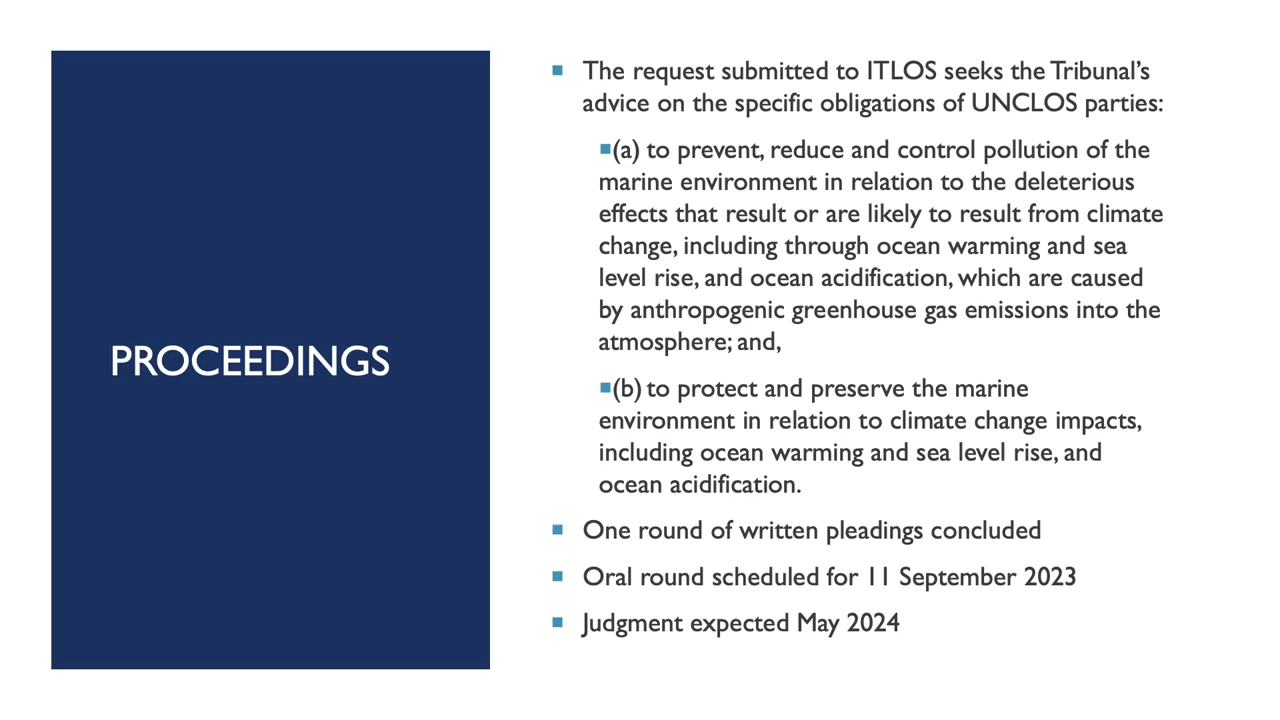 PROCEEDINGS
▪ The request submitted to ITLOS seeks the Tribunal's
advice on the specific obligations of UNCLOS parties:
▪(a) to prevent, reduce and control pollution of the
marine environment in relation to the deleterious
effects that result or are likely to result from climate
change, including through ocean warming and sea
level rise, and ocean acidification, which are caused
by anthropogenic greenhouse gas emissions into the
atmosphere; and,
▪(b) to protect and preserve the marine
environment in relation to climate change impacts,
including ocean warming and sea level rise, and
ocean acidification.
▪ One round of written pleadings concluded
▪ Oral round scheduled for 11 September 2023
▪ Judgment expected May 2024